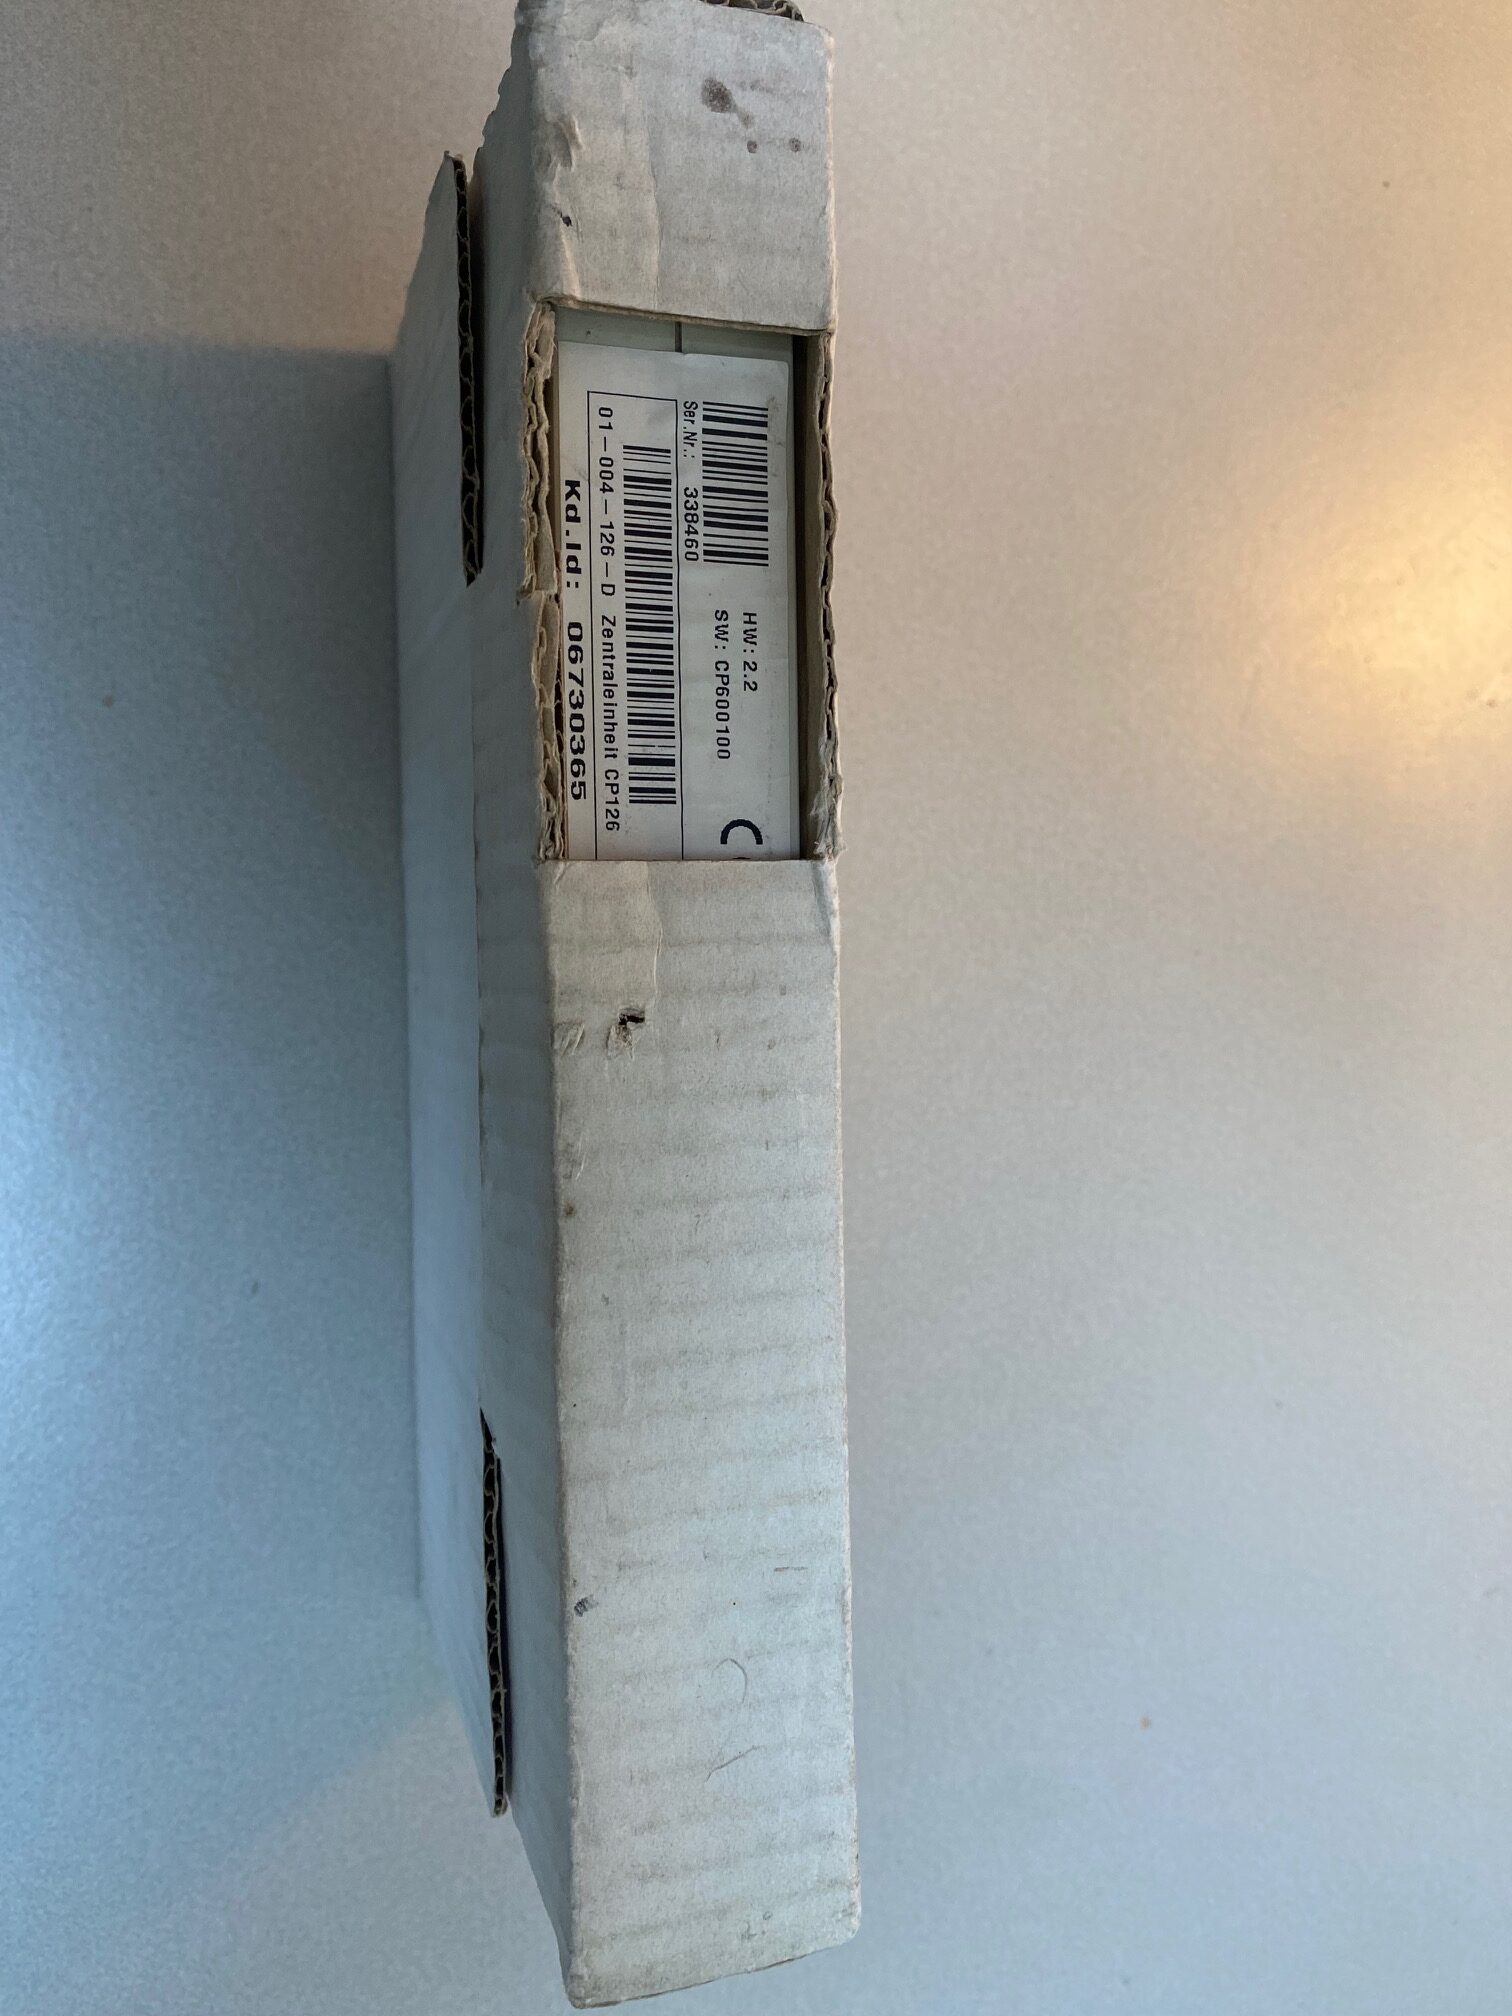 HW: 2.2
SW: CP600100
Ser.Nr.: 338460
01-004-126-D Zentraleinheit CP126
Kd.Id: 06730365